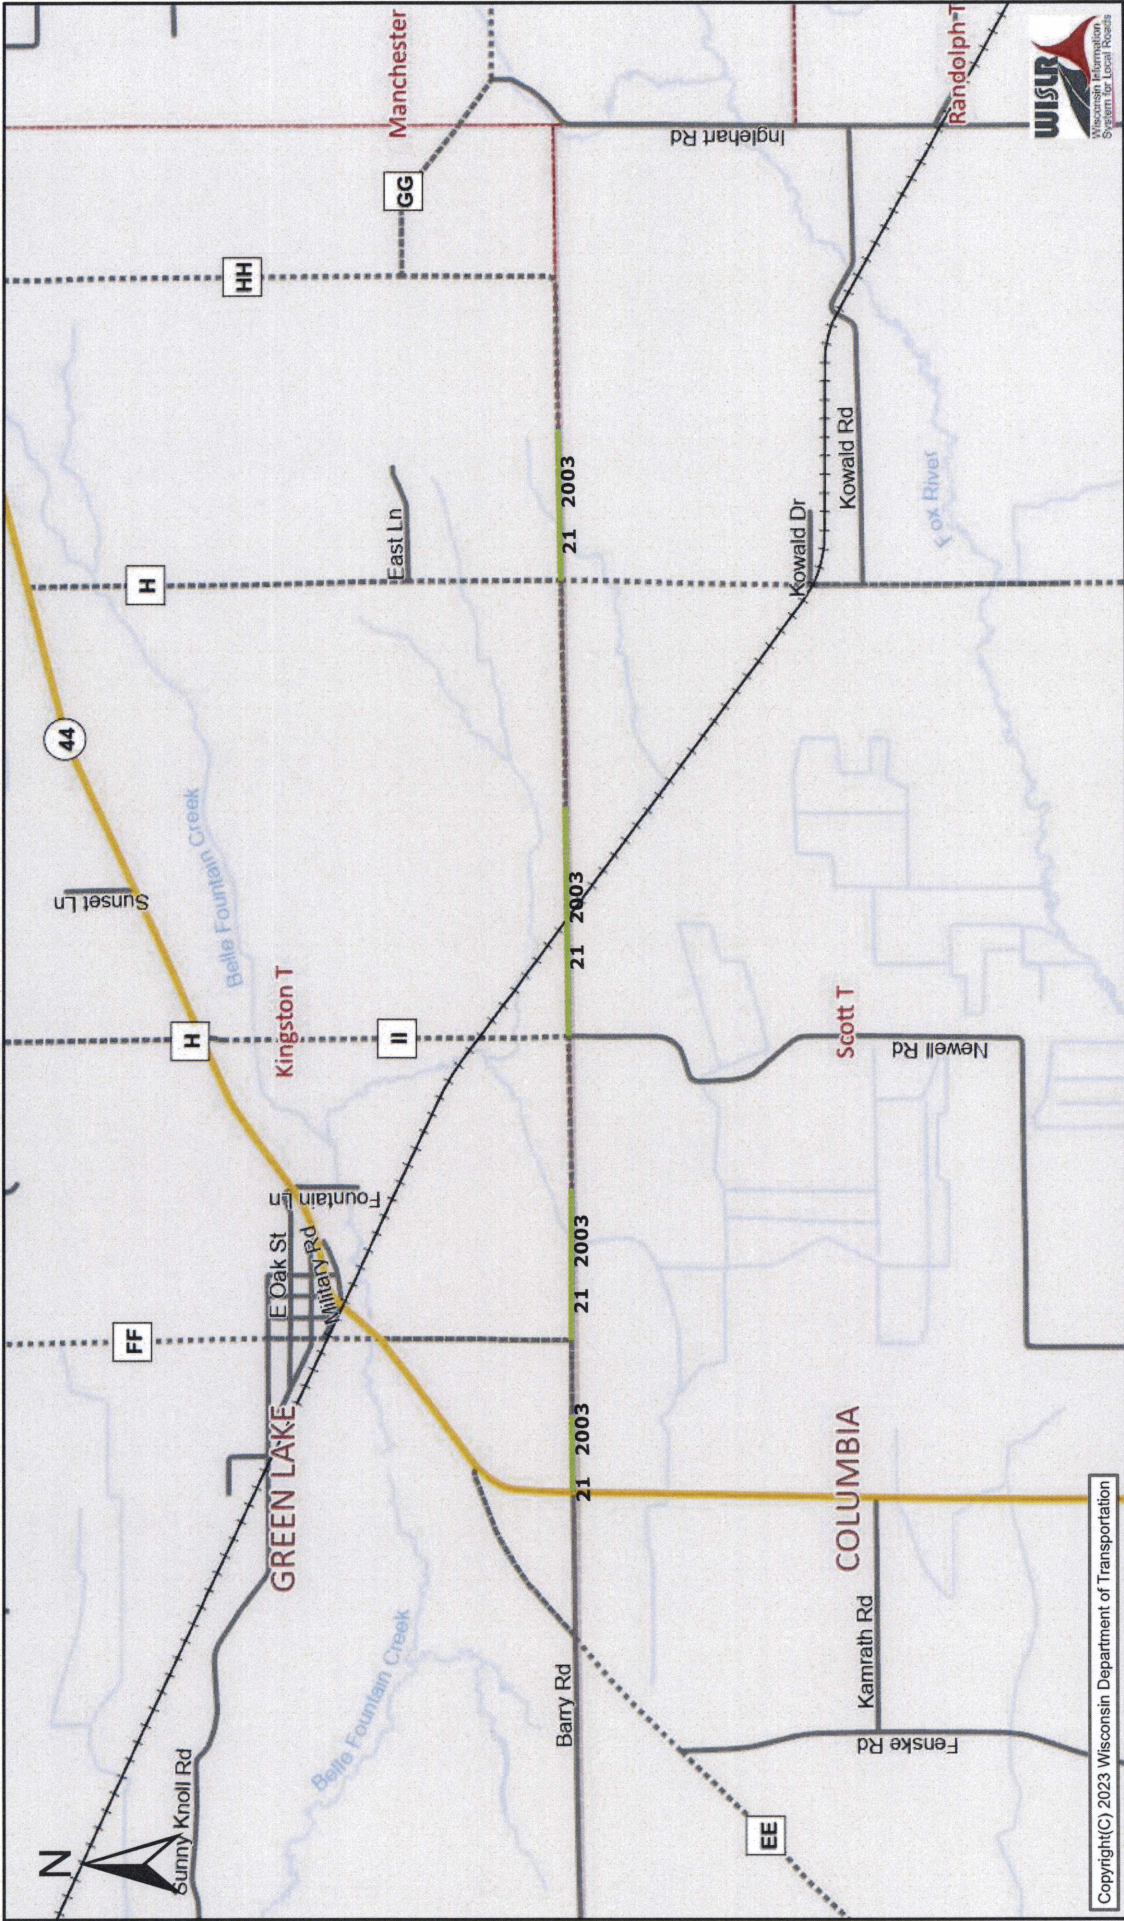 N
Sunny Knoll Rd
GREEN LAKE
FF
E Oak St
Military Rd
Fountain Ln
Kingston T
H
II
Sunset Ln
44
Belle Fountain Creek
H
East Ln
HH
GG
Manchester
Belle Fountain Creek
Barry Rd
21 2003
21 2003
21 2003
21 2003
EE
Fenske Rd
Kamrath Rd
COLUMBIA
Scott T
Newell Rd
Kowald Dr
Kowald Rd
Fox River
Inglehart Rd
Randolph T
Copyright(C) 2023 Wisconsin Department of Transportation
WISLR
Wisconsin Information
System for Local Roads